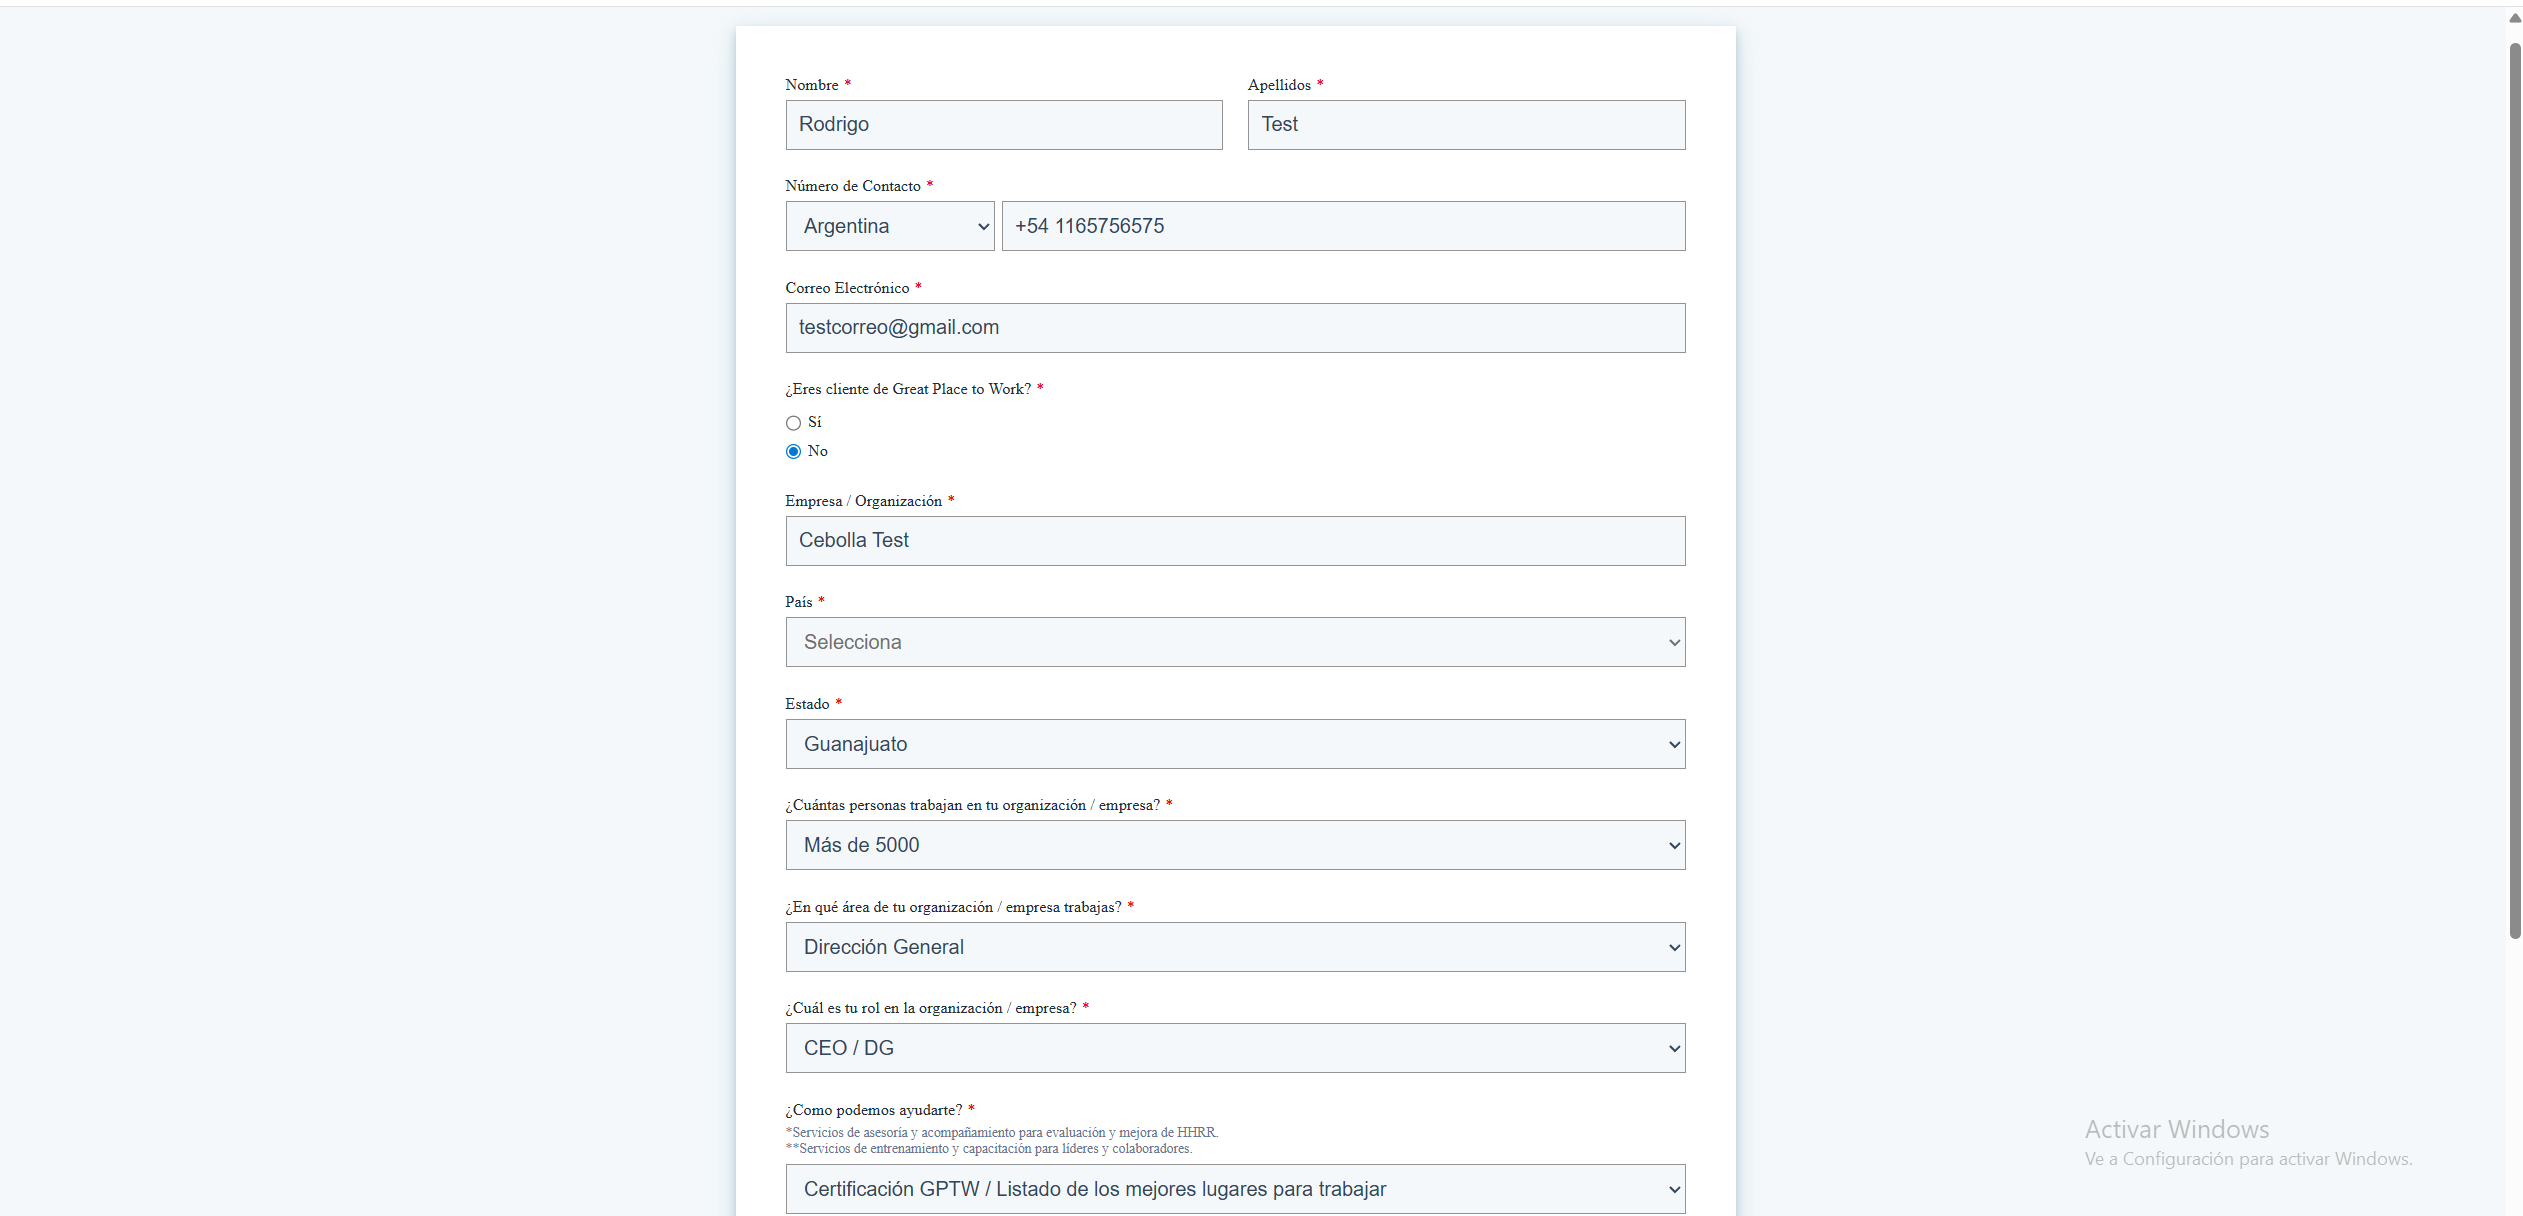 Nombre *
Apellidos *
Rodrigo
Test
Número de Contacto *
Argentina
+54 1165756575
Correo Electrónico *
testcorreo@gmail.com
¿Eres cliente de Great Place to Work? *
Sí
No
Empresa / Organización *
Cebolla Test
País *
Selecciona
Estado *
Guanajuato
¿Cuántas personas trabajan en tu organización / empresa? *
Más de 5000
¿En qué área de tu organización / empresa trabajas? *
Dirección General
¿Cuál es tu rol en la organización / empresa? *
CEO / DG
¿Como podemos ayudarte? *
*Servicios de asesoría y acompañamiento para evaluación y mejora de HHRR.
**Servicios de entrenamiento y capacitación para líderes y colaboradores.
Certificación GPTW / Listado de los mejores lugares para trabajar
Activar Windows
Ve a Configuración para activar Windows.